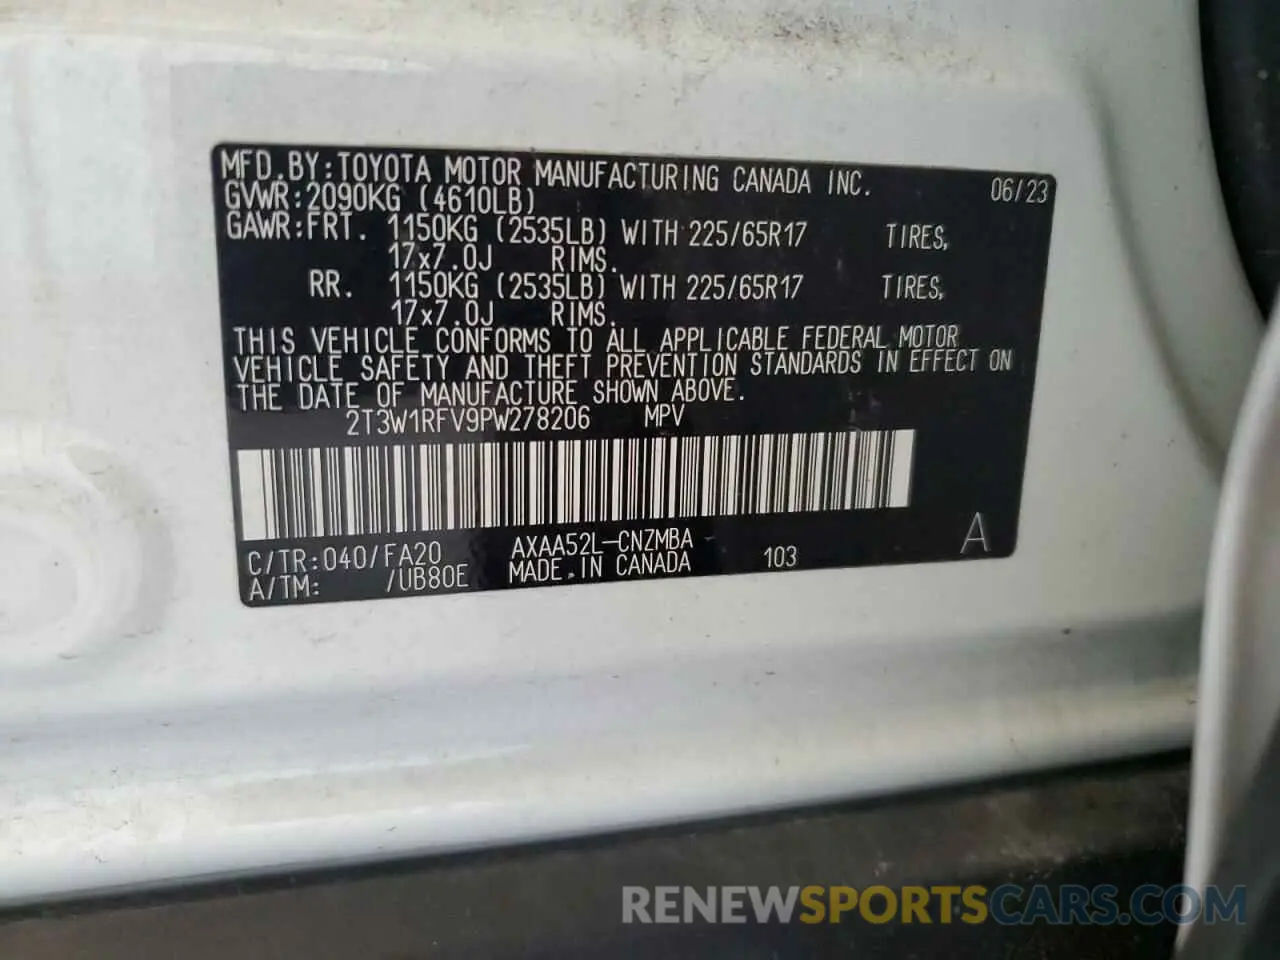 MFD.BY:TOYOTA MOTOR MANUFACTURING CANADA INC. 06/23
GVWR:2090KG (4610LB)
GAWR:FRT. 1150KG (2535LB) WITH 225/65R17 TIRES,
17x7.0J RIMS.
RR. 1150KG (2535LB) WITH 225/65R17 TIRES,
17x7.0J RIMS.
THIS VEHICLE CONFORMS TO ALL APPLICABLE FEDERAL MOTOR
VEHICLE SAFETY AND THEFT PREVENTION STANDARDS IN EFFECT ON
THE DATE OF MANUFACTURE SHOWN ABOVE.
2T3W1RFV9PW278206 MPV
C/TR:040/FA20 AXAA52L-CNZMBA 103 A
A/TM: /UB80E MADE IN CANADA
RENEWSPORTSCARS.COM